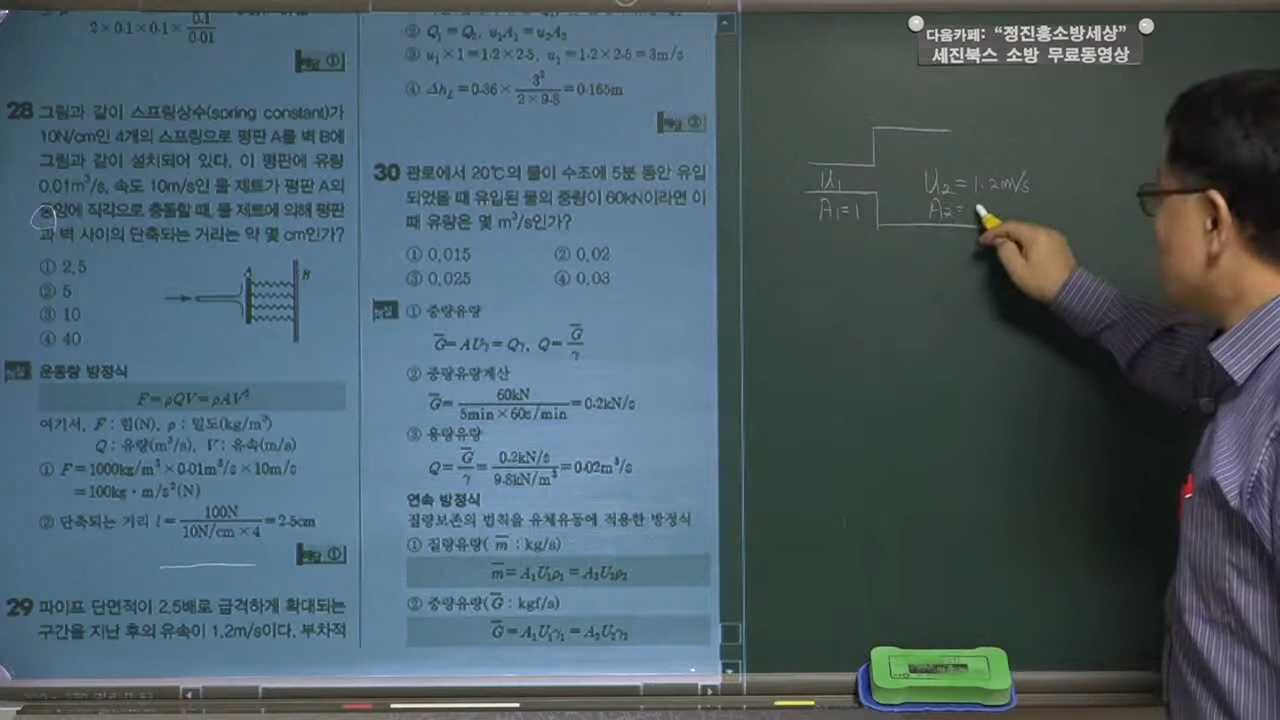 2×0.1×0.1×0.1/0.01
28 그림과 같이 스프링상수(spring constant)가
10N/cm인 4개의 스프링으로 평판 A를 벽 B에
그림과 같이 설치되어 있다. 이 평판에 유량
0.01m³/s, 속도 10m/s인 물 제트가 평판 A의
중앙에 직각으로 충돌할 때, 물 제트에 의해 평판
과 벽 사이의 단축되는 거리는 약 몇 cm인가?
① 2.5
② 5
③ 10
④ 40
A
B
운동량 방정식
F=ρQV=ρAV²
여기서, F : 힘(N), ρ : 밀도(kg/m³)
Q : 유량(m³/s), V : 유속(m/s)
① F=1000kg/m³×0.01m³/s×10m/s
=100kg·m/s²(N)
② 단축되는 거리 l=100N/10N/cm×4=2.5cm
29 파이프 단면적이 2.5배로 급격하게 확대되는
구간을 지난 후의 유속이 1.2m/s이다. 부차적
② Q₁=Q₂, u₁A₁=u₂A₂
③ u₁×1=1.2×2.5, u₁=1.2×2.5=3m/s
④ Δh_L=0.36×3²/2×9.8=0.165m
30 관로에서 20℃의 물이 수조에 5분 동안 유입
되었을 때 유입된 물의 중량이 60kN이라면 이
때 유량은 몇 m³/s인가?
① 0.015 ② 0.02
③ 0.025 ④ 0.03
① 중량유량
G̅=AUγ=Qγ, Q=G̅/γ
② 중량유량계산
G̅=60kN/5min×60s/min=0.2kN/s
③ 용량유량
Q=G̅/γ=0.2kN/s/9.8kN/m³=0.02m³/s
연속 방정식
질량보존의 법칙을 유체유동에 적용한 방정식
① 질량유량(m̅ : kg/s)
m̅=A₁U₁ρ₁=A₂U₂ρ₂
② 중량유량(G̅ : kgf/s)
G̅=A₁U₁γ₁=A₂U₂γ₂
다음카페: “정진홍소방세상”
세진북스 소방 무료동영상
U₁
A₁=1
U₂=1.2m/s
A₂=